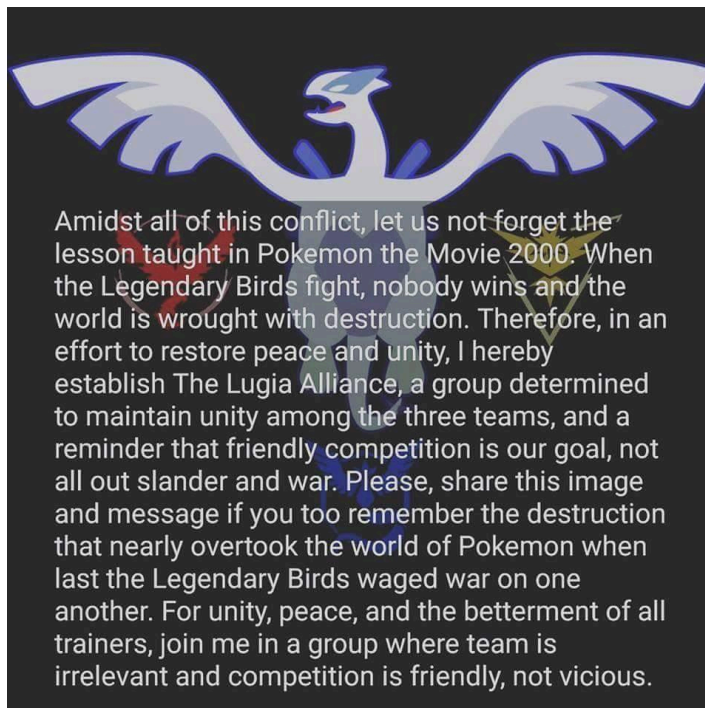 Amidst all of this conflict, let us not forget the
lesson taught in Pokemon the Movie 2000. When
the Legendary Birds fight, nobody wins and the
world is wrought with destruction. Therefore, in an
effort to restore peace and unity, I hereby
establish The Lugia Alliance, a group determined
to maintain unity among the three teams, and a
reminder that friendly competition is our goal, not
all out slander and war. Please, share this image
and message if you too remember the destruction
that nearly overtook the world of Pokemon when
last the Legendary Birds waged war on one
another. For unity, peace, and the betterment of all
trainers, join me in a group where team is
irrelevant and competition is friendly, not vicious.